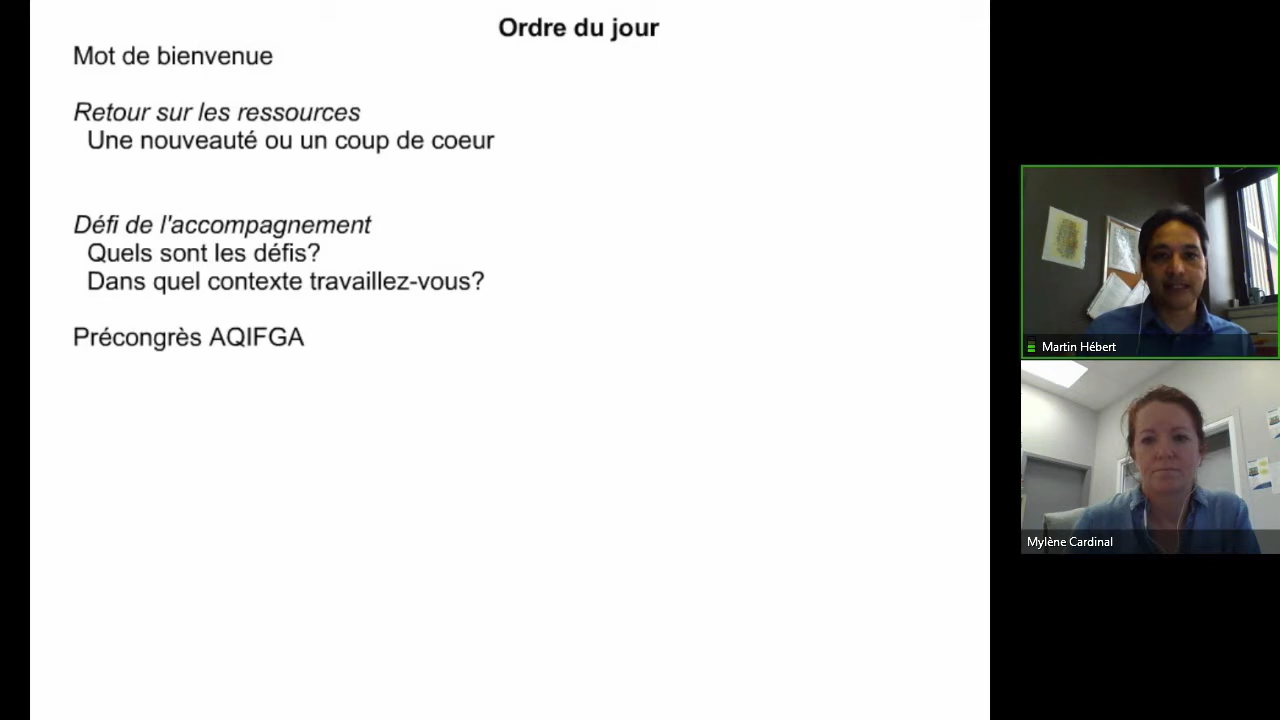 Ordre du jour
Mot de bienvenue
Retour sur les ressources
Une nouveauté ou un coup de coeur
Défi de l'accompagnement
Quels sont les défis?
Dans quel contexte travaillez-vous?
Précongrès AQIFGA
Martin Hébert
Mylène Cardinal